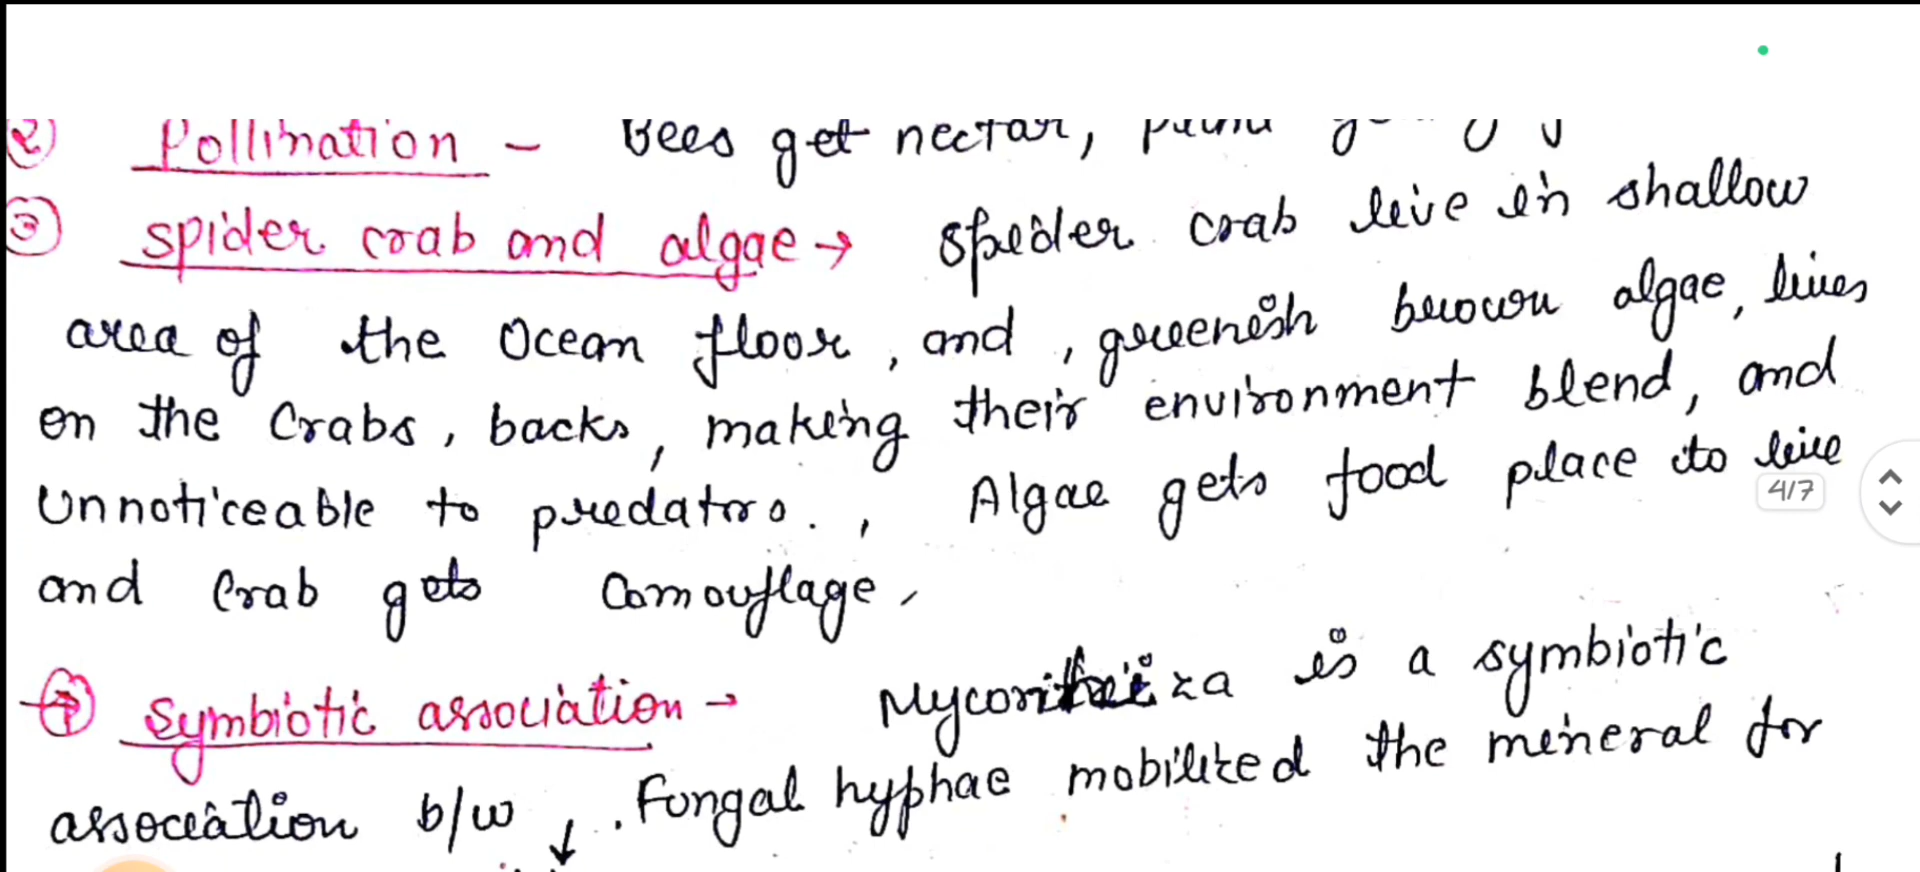 ② Pollination - Bees get nectar,
③ spider crab and algae → spider crab live in shallow
area of the Ocean floor, and, greenish brown algae, lives
on the Crabs, backs, making their environment blend, and
Unnoticeable to predators., Algae gets food place to live
4/7
and Crab gets Camouflage,
④ Symbiotic association → is a symbiotic
association b/w ↓.. Fungal hyphae mobilized the mineral for